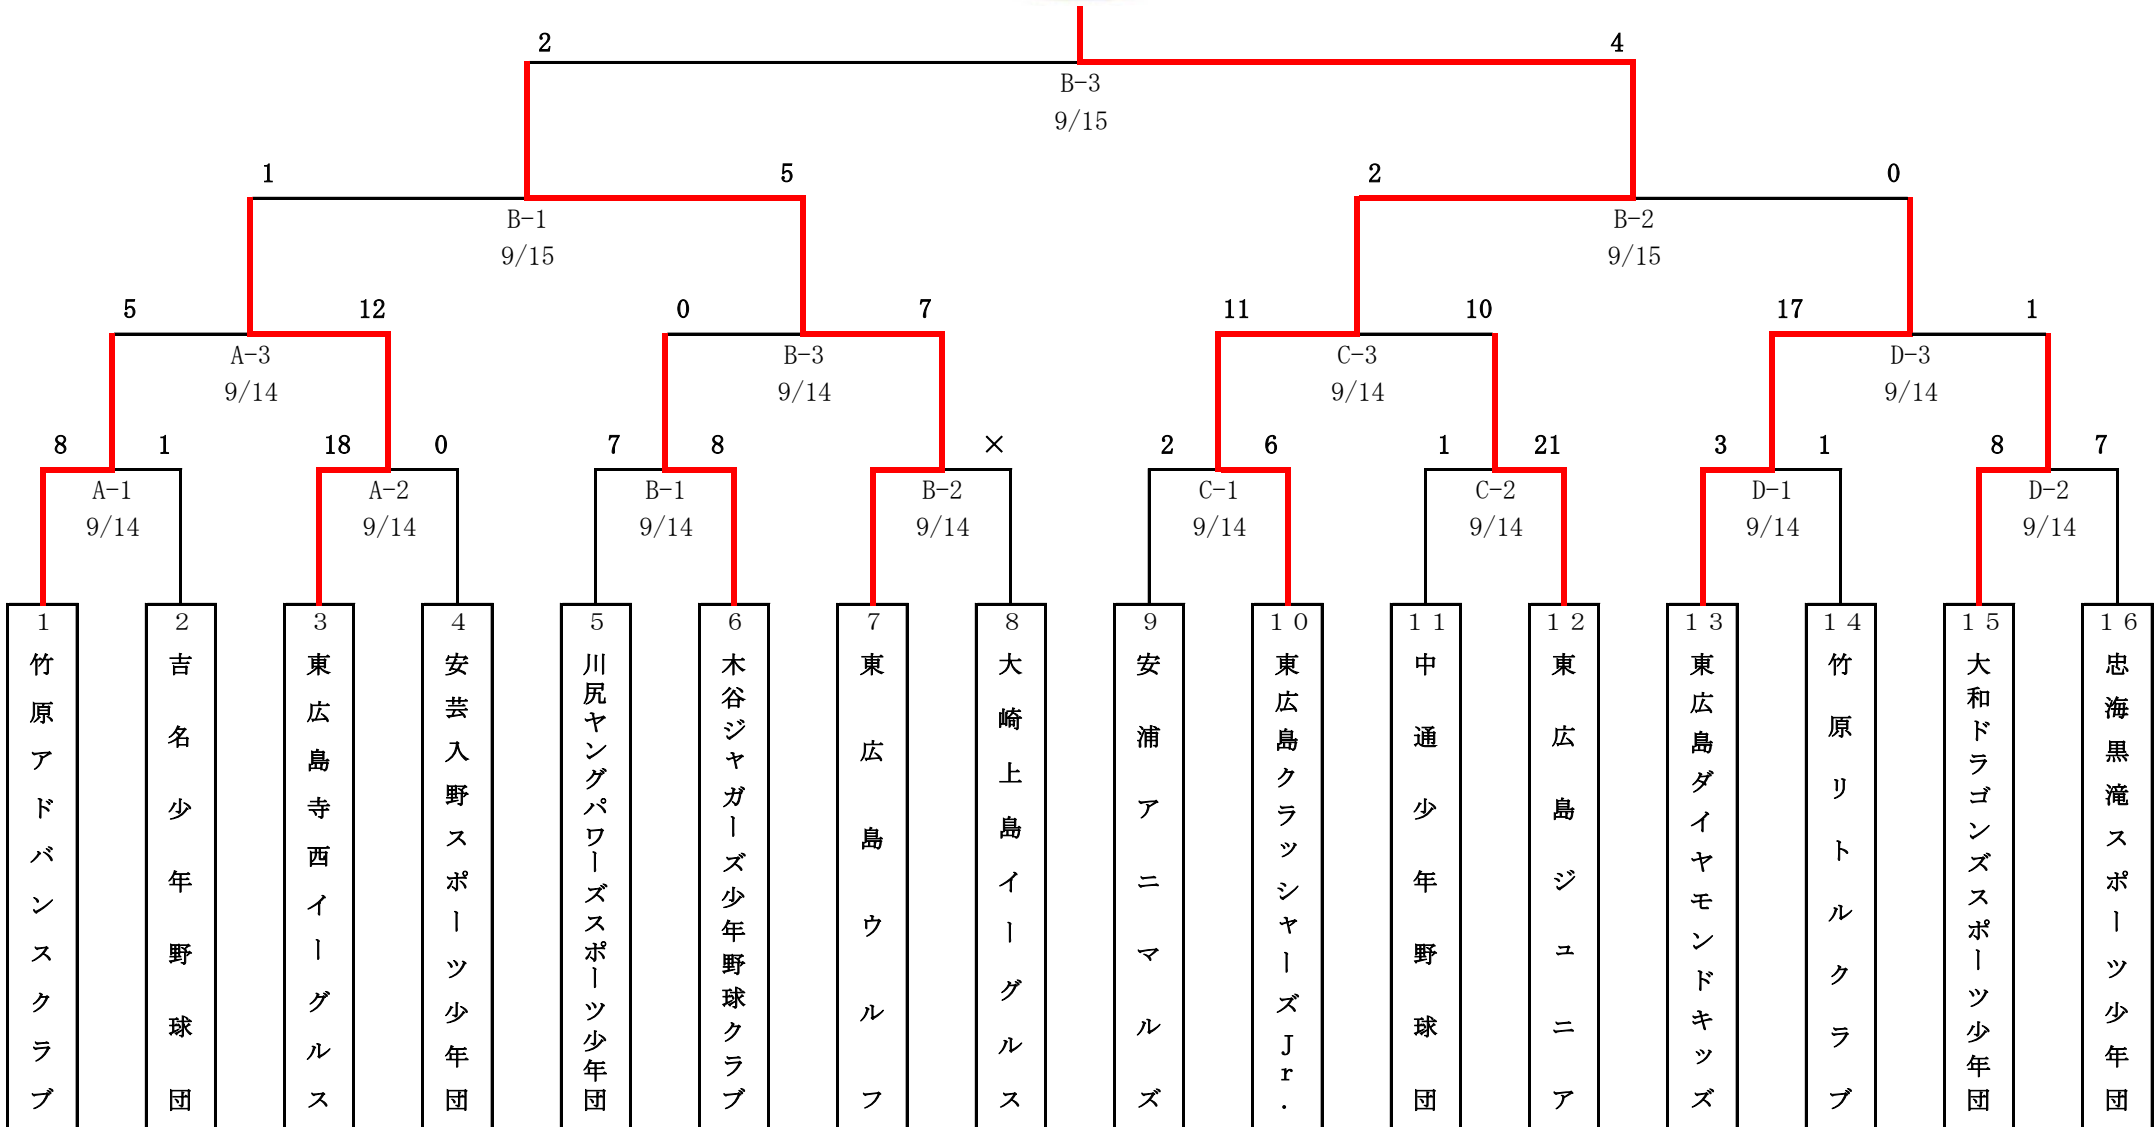 2 4
B-3
9/15
1 5 2 0
B-1 B-2
9/15 9/15
5 12 0 7 11 10 17 1
A-3 B-3 C-3 D-3
9/14 9/14 9/14 9/14
8 1 18 0 7 8 × 2 6 1 21 3 1 8 7
A-1 A-2 B-1 B-2 C-1 C-2 D-1 D-2
9/14 9/14 9/14 9/14 9/14 9/14 9/14 9/14
1 竹原アドバンスクラブ
2 吉名少年野球団
3 東広島寺西イーグルス
4 安芸入野スポーツ少年団
5 川尻ヤングパワーズスポーツ少年団
6 木谷ジャガーズ少年野球クラブ
7 東広島ウルフ
8 大崎上島イーグルス
9 安浦アニマルズ
10 東広島クラッシャーズJr.
11 中通少年野球団
12 東広島ジュニア
13 東広島ダイヤモンドキッズ
14 竹原リトルクラブ
15 大和ドラゴンズスポーツ少年団
16 忠海黒滝スポーツ少年団